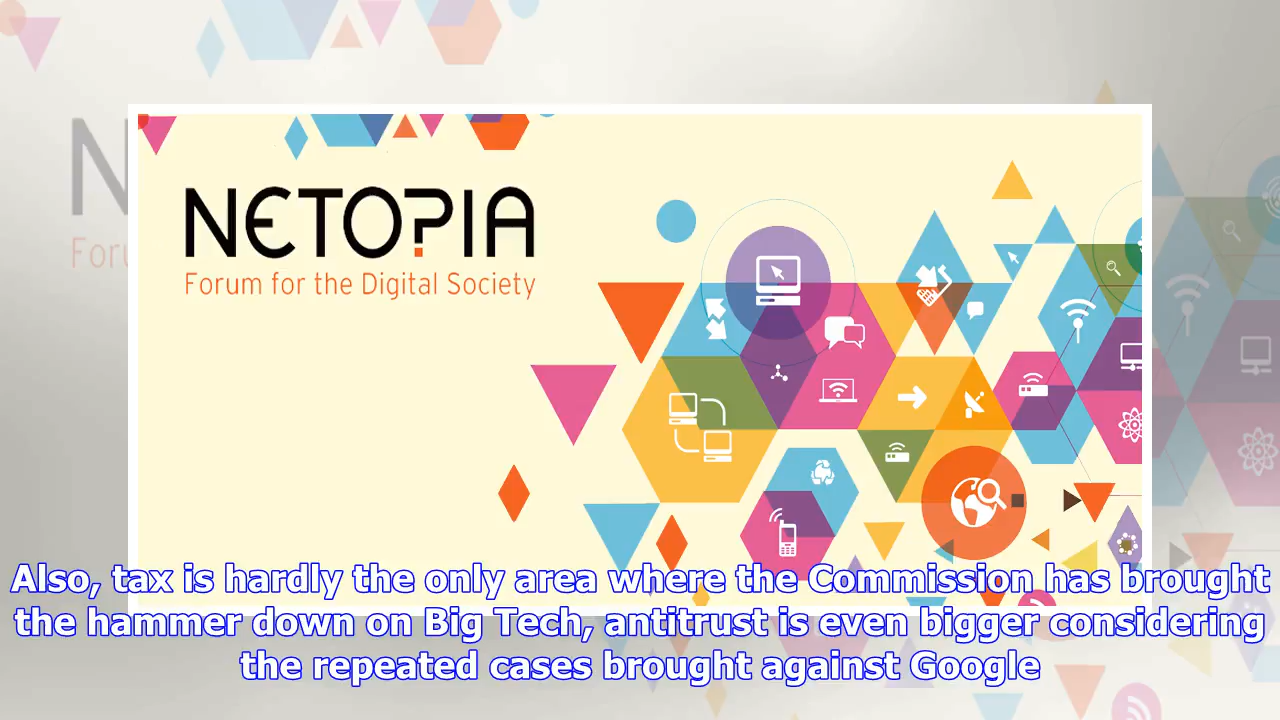 NETOPIA
Forum for the Digital Society
N
Foru
Also, tax is hardly the only area where the Commission has brought
the hammer down on Big Tech, antitrust is even bigger considering
the repeated cases brought against Google